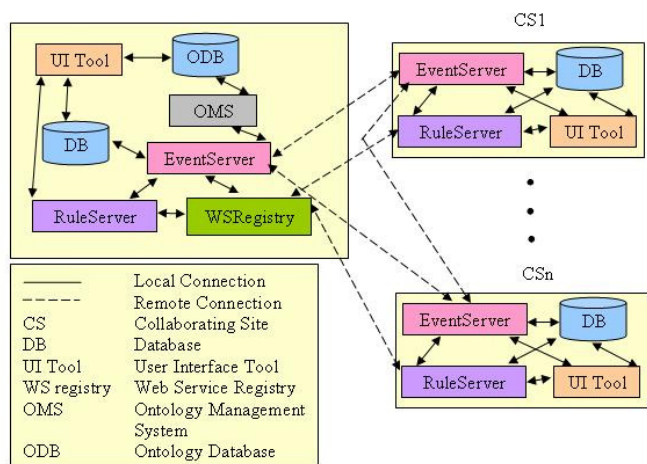 CS1
UI Tool
ODB
OMS
DB
EventServer
RuleServer
WSRegistry
EventServer
DB
RuleServer
UI Tool
CSn
EventServer
DB
RuleServer
UI Tool
Local Connection
Remote Connection
CS Collaborating Site
DB Database
UI Tool User Interface Tool
WS registry Web Service Registry
OMS Ontology Management
System
ODB Ontology Database